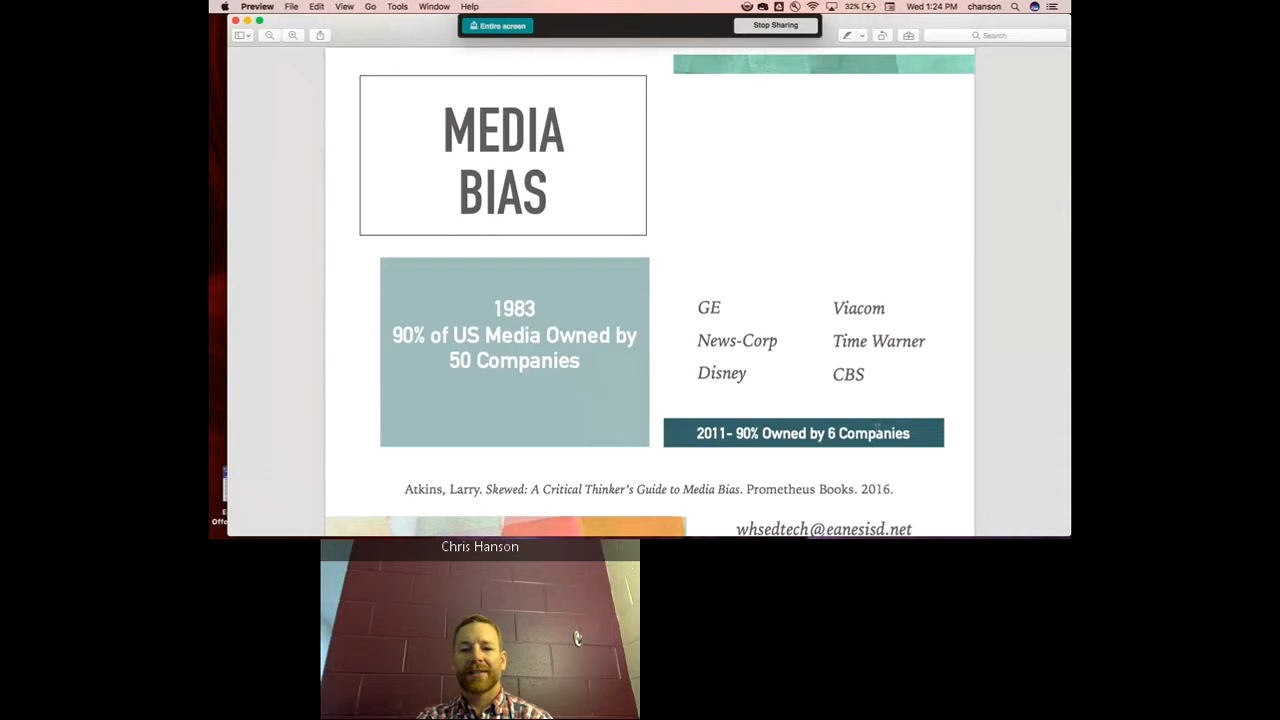 Preview File Edit View Go Tools Window Help
32% Wed 1:24 PM chanson
Entire screen
Stop Sharing
Search
MEDIA
BIAS
1983
90% of US Media Owned by
50 Companies
GE Viacom
News-Corp Time Warner
Disney CBS
2011- 90% Owned by 6 Companies
Atkins, Larry. Skewed: A Critical Thinker's Guide to Media Bias. Prometheus Books. 2016.
whsedtech@eanesisd.net
Chris Hanson